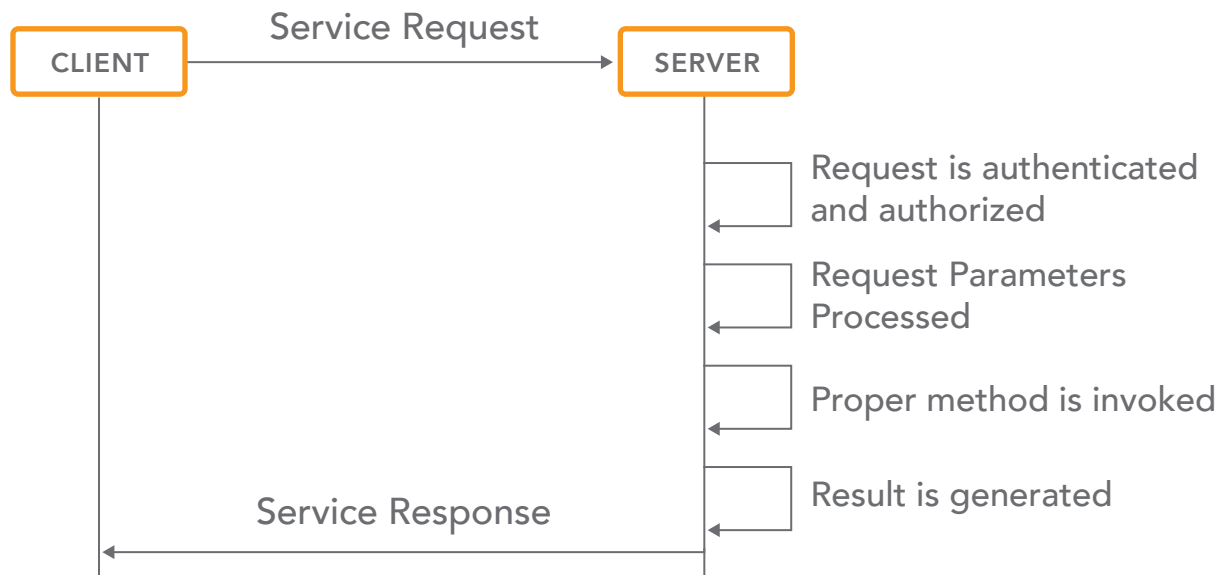 Service Request
CLIENT
SERVER
Request is authenticated
and authorized
Request Parameters
Processed
Proper method is invoked
Result is generated
Service Response